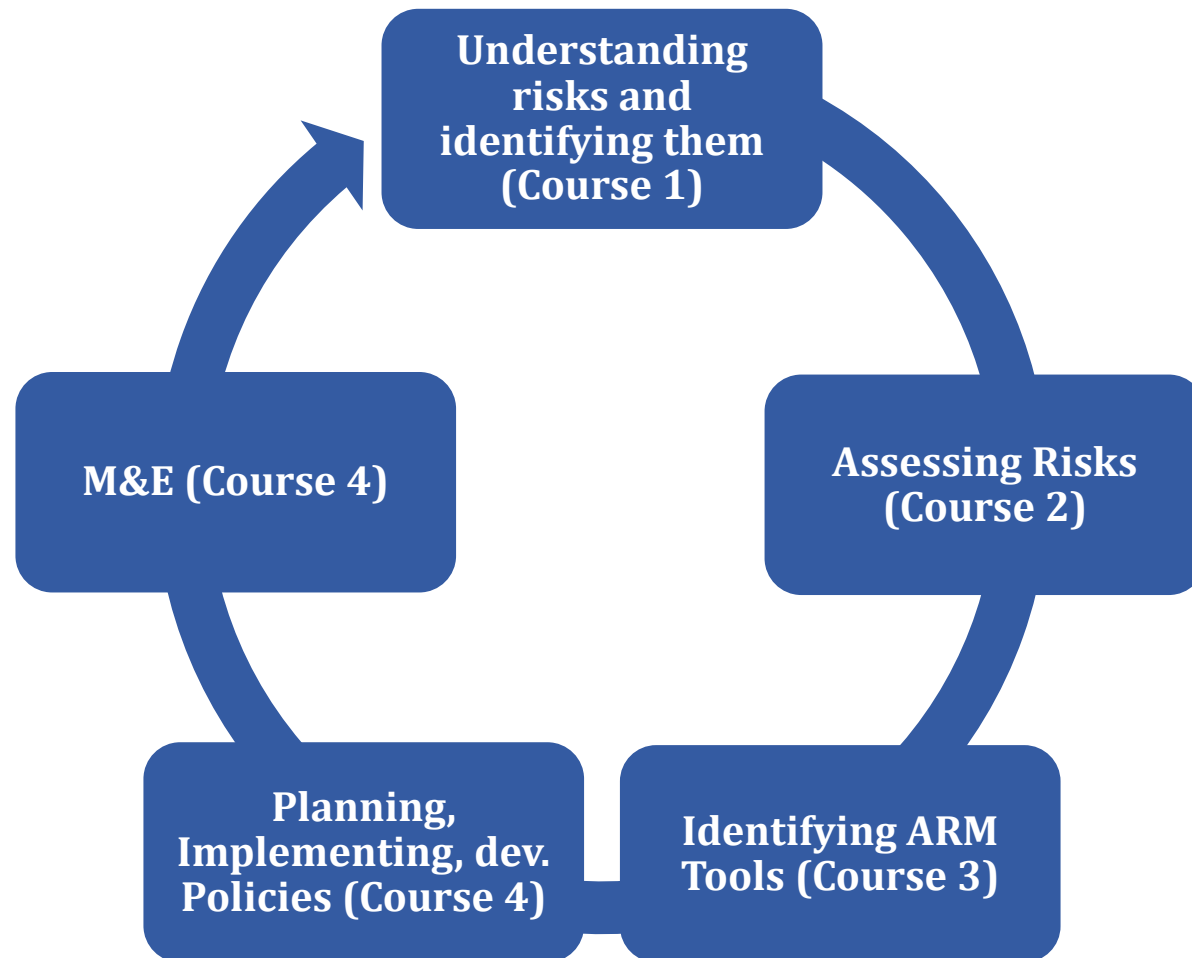 Understanding
risks and
identifying them
(Course 1)
Assessing Risks
(Course 2)
Identifying ARM
Tools (Course 3)
Planning,
Implementing, dev.
Policies (Course 4)
M&E (Course 4)